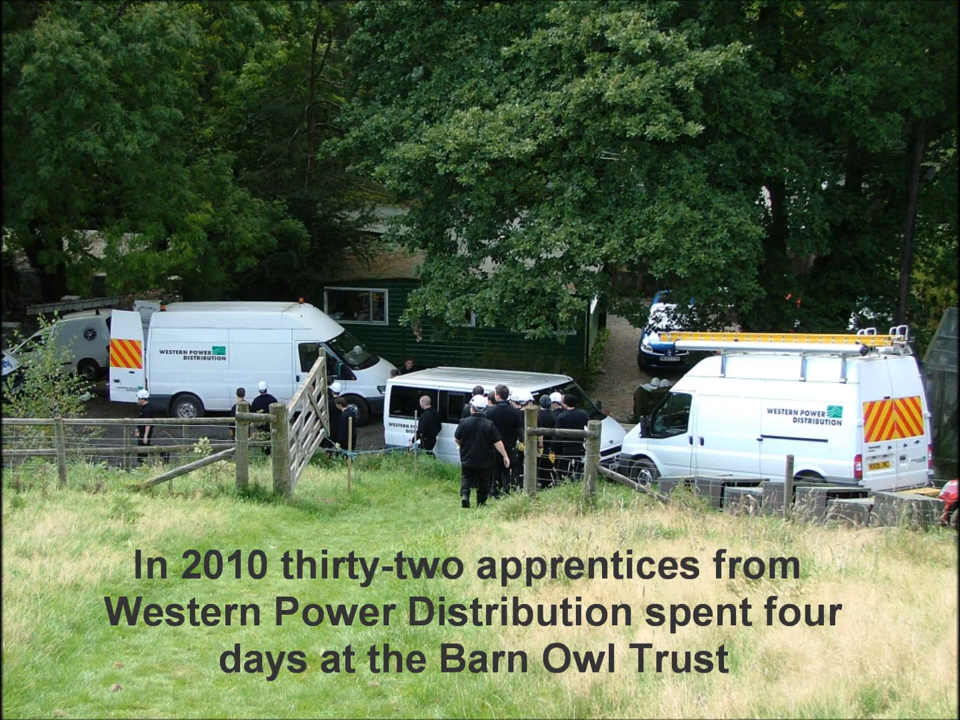 WESTERN POWER
DISTRIBUTION
WESTERN POWER
DISTRIBUTION
In 2010 thirty-two apprentices from
Western Power Distribution spent four
days at the Barn Owl Trust